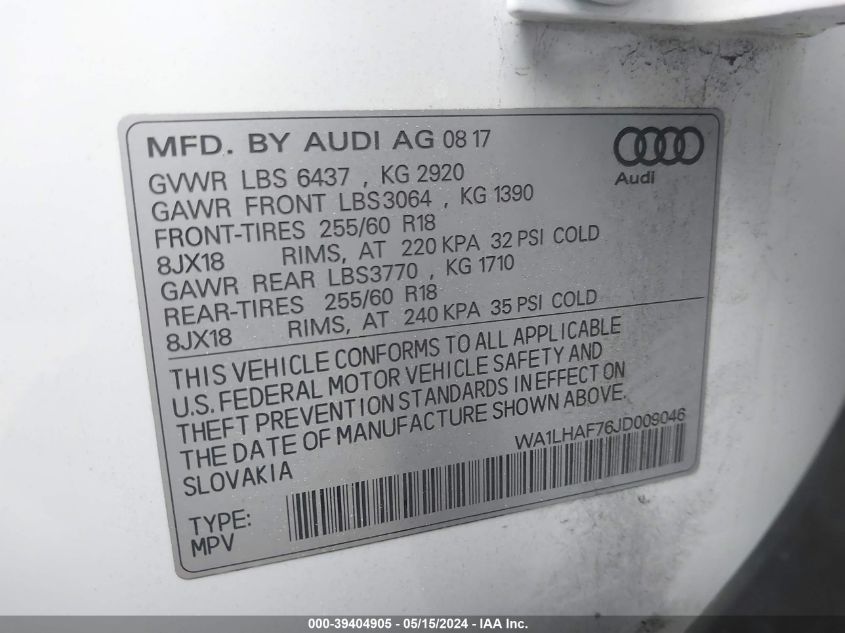 MFD. BY AUDI AG 08 17
Audi
GVWR LBS 6437 , KG 2920
GAWR FRONT LBS3064 , KG 1390
FRONT-TIRES 255/60 R18
8JX18 RIMS, AT 220 KPA 32 PSI COLD
GAWR REAR LBS3770 , KG 1710
REAR-TIRES 255/60 R18
8JX18 RIMS, AT 240 KPA 35 PSI COLD
THIS VEHICLE CONFORMS TO ALL APPLICABLE
U.S. FEDERAL MOTOR VEHICLE SAFETY AND
THEFT PREVENTION STANDARDS IN EFFECT ON
THE DATE OF MANUFACTURE SHOWN ABOVE.
SLOVAKIA
WA1LHAF76JD009046
TYPE:
MPV
000-39404905 - 05/15/2024 - IAA Inc.